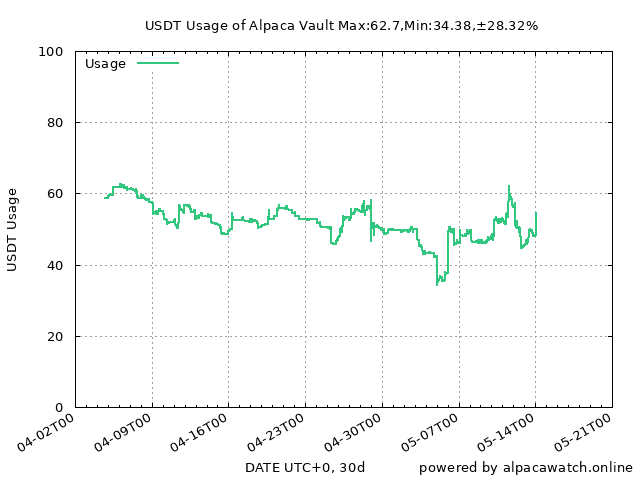 USDT Usage of Alpaca Vault Max:62.7,Min:34.38,±28.32%
Usage
100
80
60
40
20
0
USDT Usage
04-02T00
04-09T00
04-16T00
04-23T00
04-30T00
05-07T00
05-14T00
05-21T00
DATE UTC+0, 30d
powered by alpacawatch.online